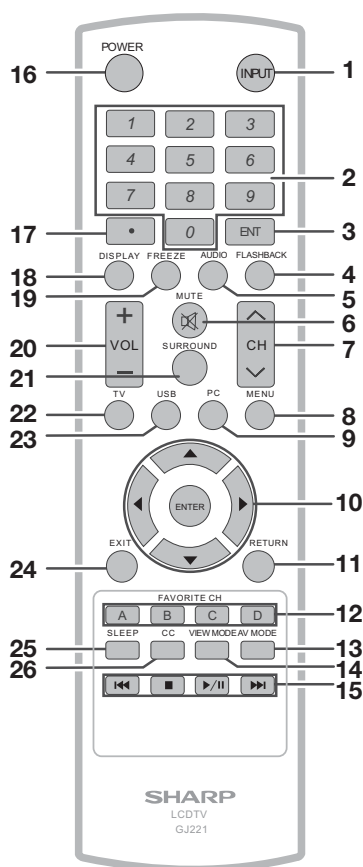 POWER
16
INPUT
1
1 2 3
4 5 6
2
7 8 9
17
• 0 ENT
3
DISPLAY FREEZE AUDIO FLASHBACK
18
19
4
5
MUTE
6
+
VOL
−
20
CH
7
SURROUND
21
TV USB PC MENU
22
23
8
9
ENTER
10
EXIT RETURN
24
11
FAVORITE CH
A B C D
12
SLEEP CC VIEW MODE AV MODE
25
26
13
14
15
SHARP
LCDTV
GJ221